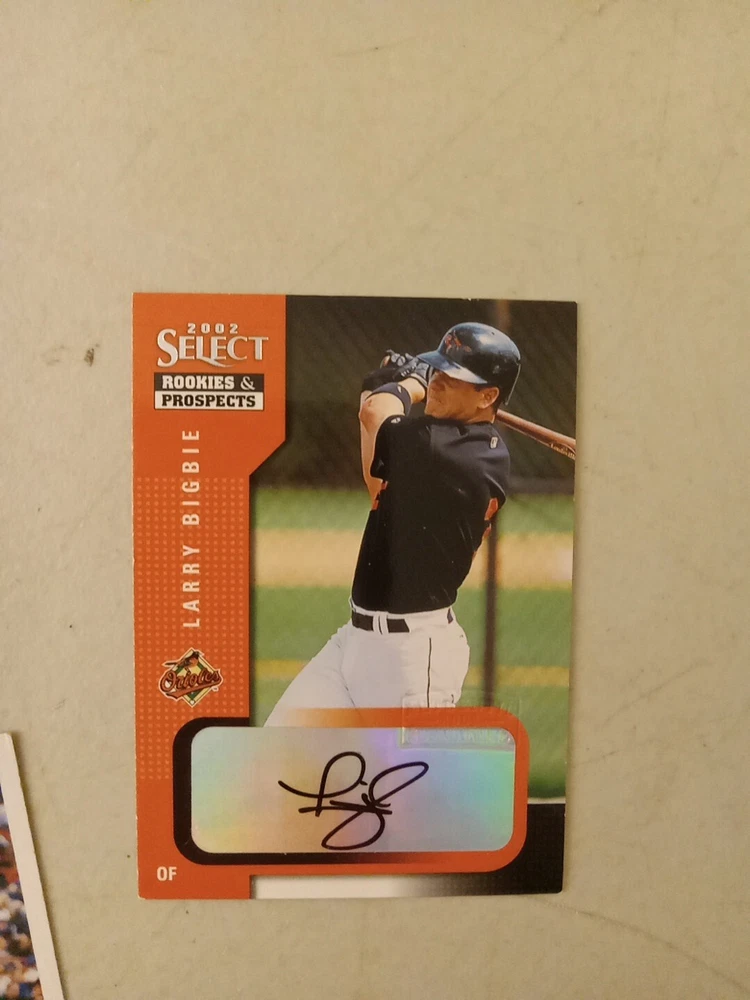 2002
SELECT
ROOKIES &
PROSPECTS
LARRY BIGBIE
Orioles
OF